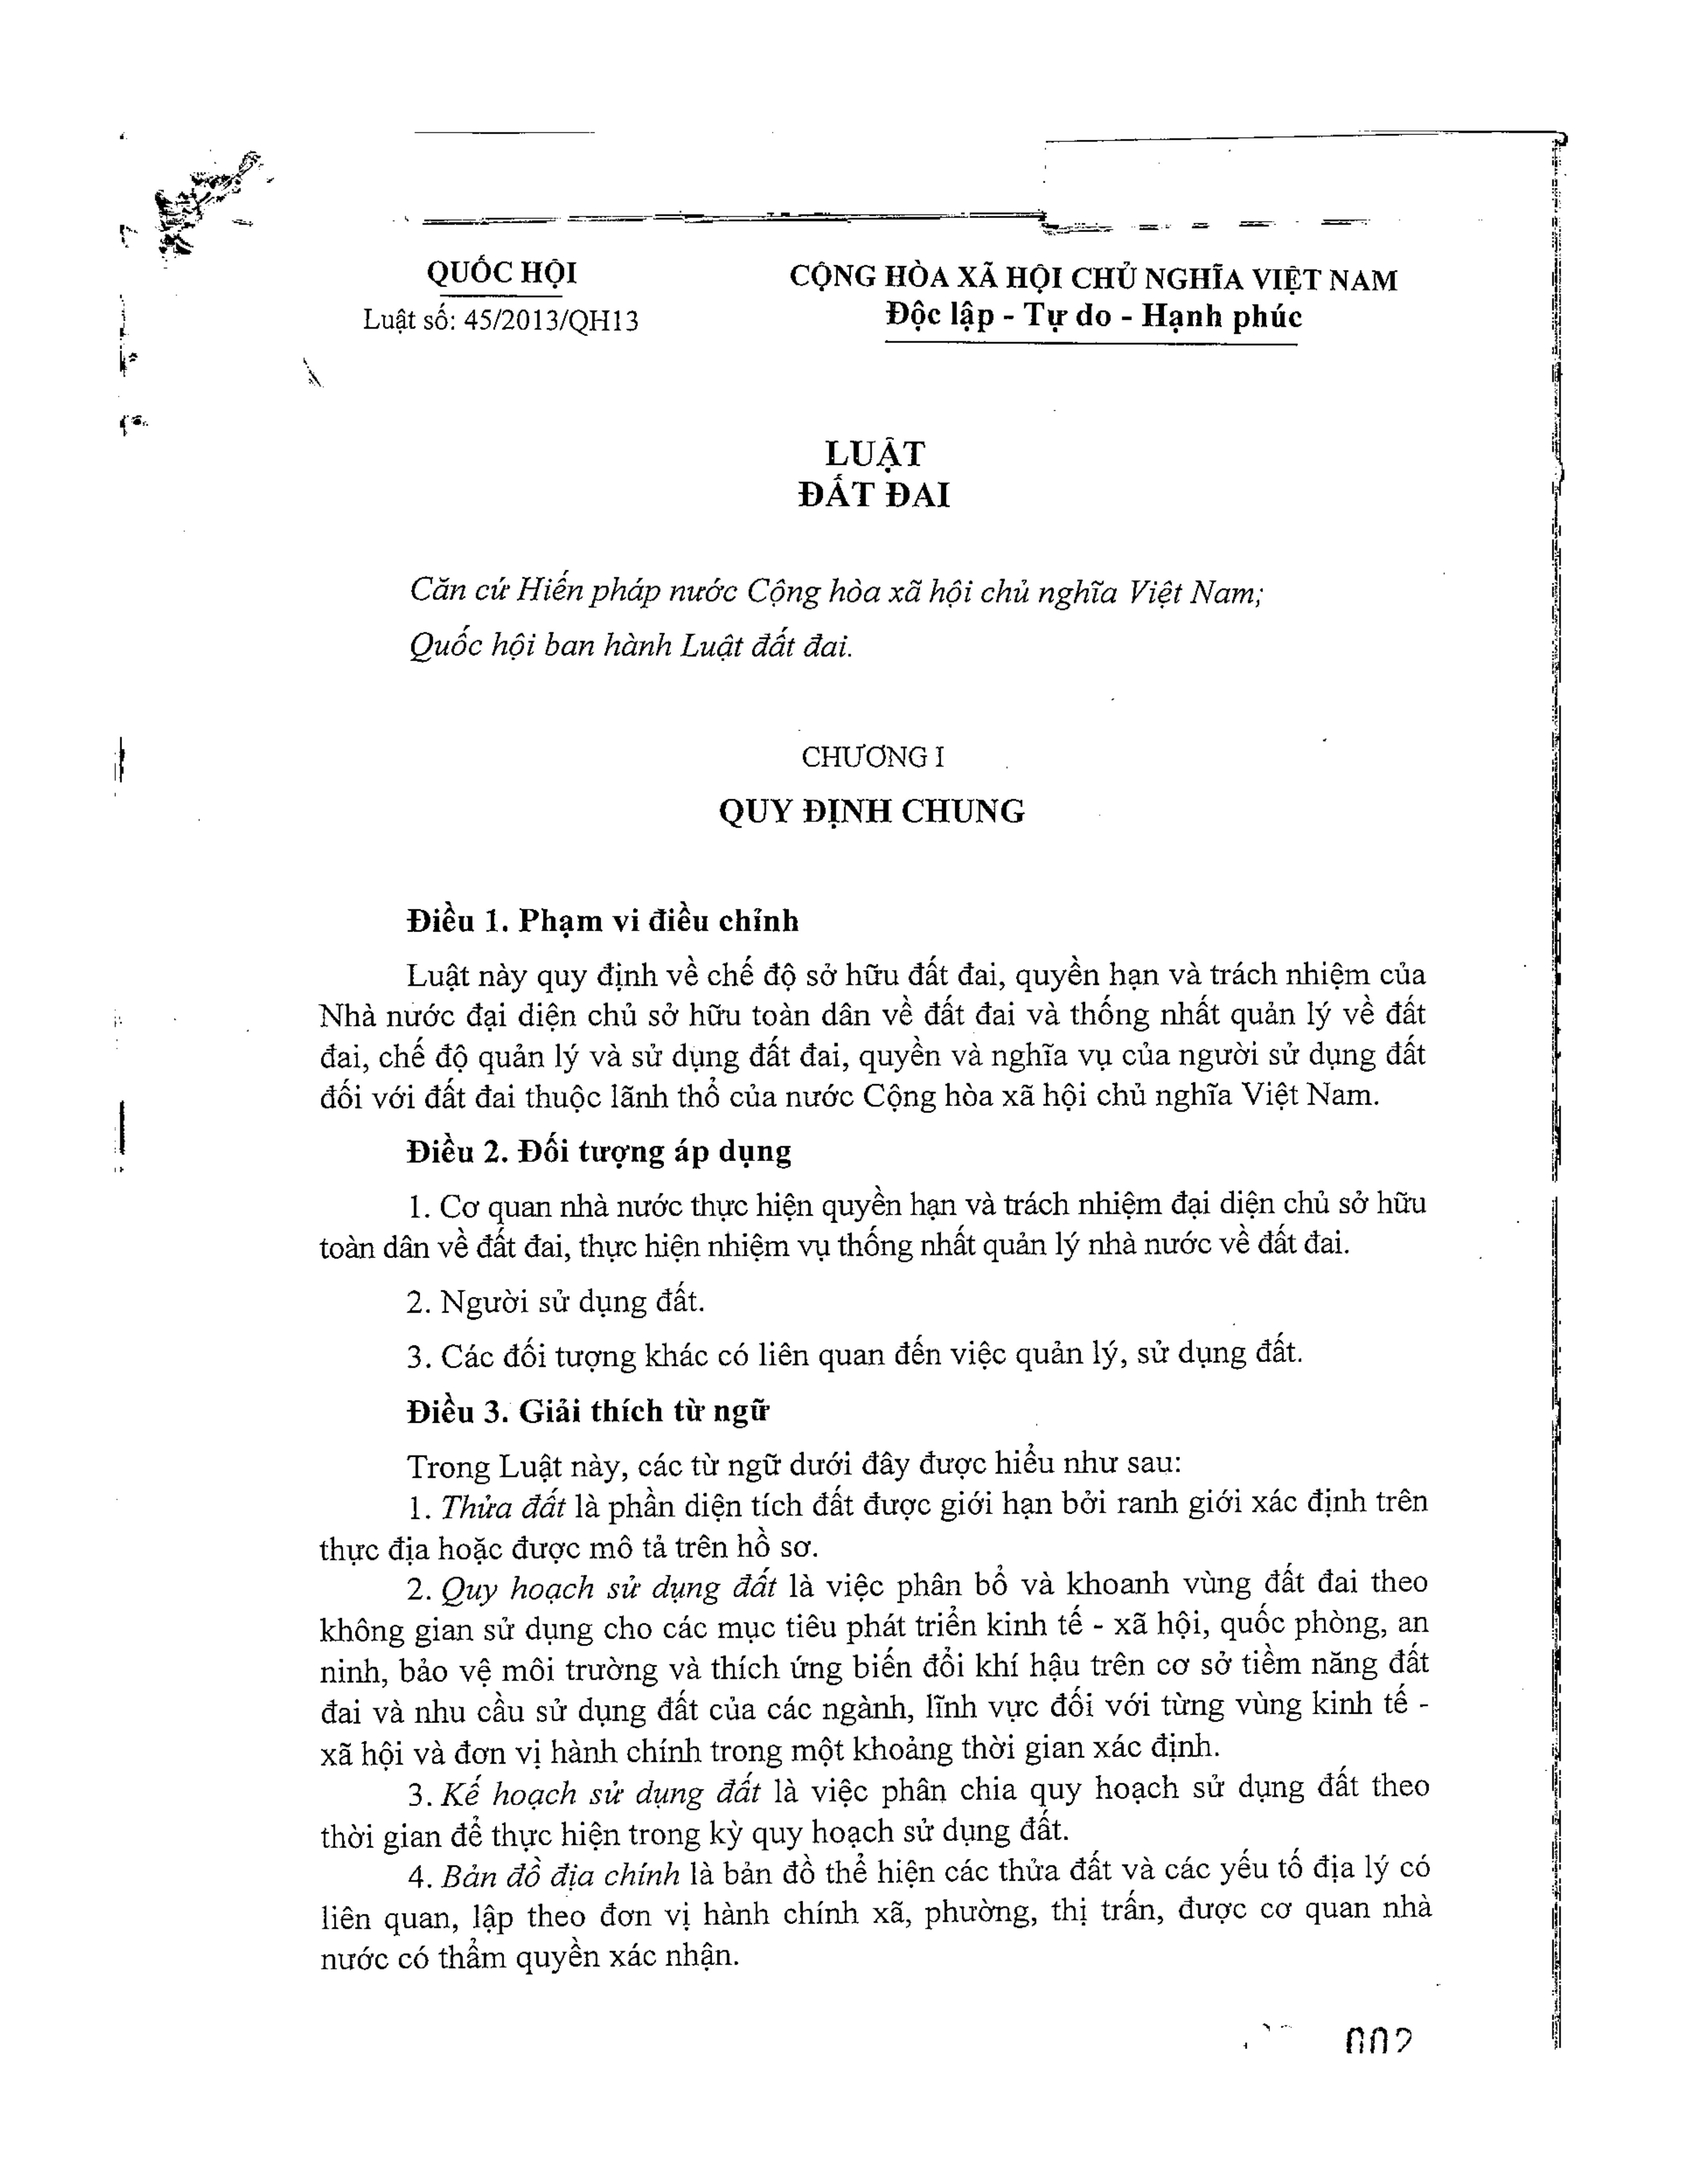 QUỐC HỘI
Luật số: 45/2013/QH13
CỘNG HÒA XÃ HỘI CHỦ NGHĨA VIỆT NAM
Độc lập - Tự do - Hạnh phúc
LUẬT
ĐẤT ĐAI
Căn cứ Hiến pháp nước Cộng hòa xã hội chủ nghĩa Việt Nam;
Quốc hội ban hành Luật đất đai.
CHƯƠNG I
QUY ĐỊNH CHUNG
Điều 1. Phạm vi điều chỉnh
Luật này quy định về chế độ sở hữu đất đai, quyền hạn và trách nhiệm của
Nhà nước đại diện chủ sở hữu toàn dân về đất đai và thống nhất quản lý về đất
đai, chế độ quản lý và sử dụng đất đai, quyền và nghĩa vụ của người sử dụng đất
đối với đất đai thuộc lãnh thổ của nước Cộng hòa xã hội chủ nghĩa Việt Nam.
Điều 2. Đối tượng áp dụng
1. Cơ quan nhà nước thực hiện quyền hạn và trách nhiệm đại diện chủ sở hữu
toàn dân về đất đai, thực hiện nhiệm vụ thống nhất quản lý nhà nước về đất đai.
2. Người sử dụng đất.
3. Các đối tượng khác có liên quan đến việc quản lý, sử dụng đất.
Điều 3. Giải thích từ ngữ
Trong Luật này, các từ ngữ dưới đây được hiểu như sau:
1. Thửa đất là phần diện tích đất được giới hạn bởi ranh giới xác định trên
thực địa hoặc được mô tả trên hồ sơ.
2. Quy hoạch sử dụng đất là việc phân bổ và khoanh vùng đất đai theo
không gian sử dụng cho các mục tiêu phát triển kinh tế - xã hội, quốc phòng, an
ninh, bảo vệ môi trường và thích ứng biến đổi khí hậu trên cơ sở tiềm năng đất
đai và nhu cầu sử dụng đất của các ngành, lĩnh vực đối với từng vùng kinh tế -
xã hội và đơn vị hành chính trong một khoảng thời gian xác định.
3. Kế hoạch sử dụng đất là việc phân chia quy hoạch sử dụng đất theo
thời gian để thực hiện trong kỳ quy hoạch sử dụng đất.
4. Bản đồ địa chính là bản đồ thể hiện các thửa đất và các yếu tố địa lý có
liên quan, lập theo đơn vị hành chính xã, phường, thị trấn, được cơ quan nhà
nước có thẩm quyền xác nhận.